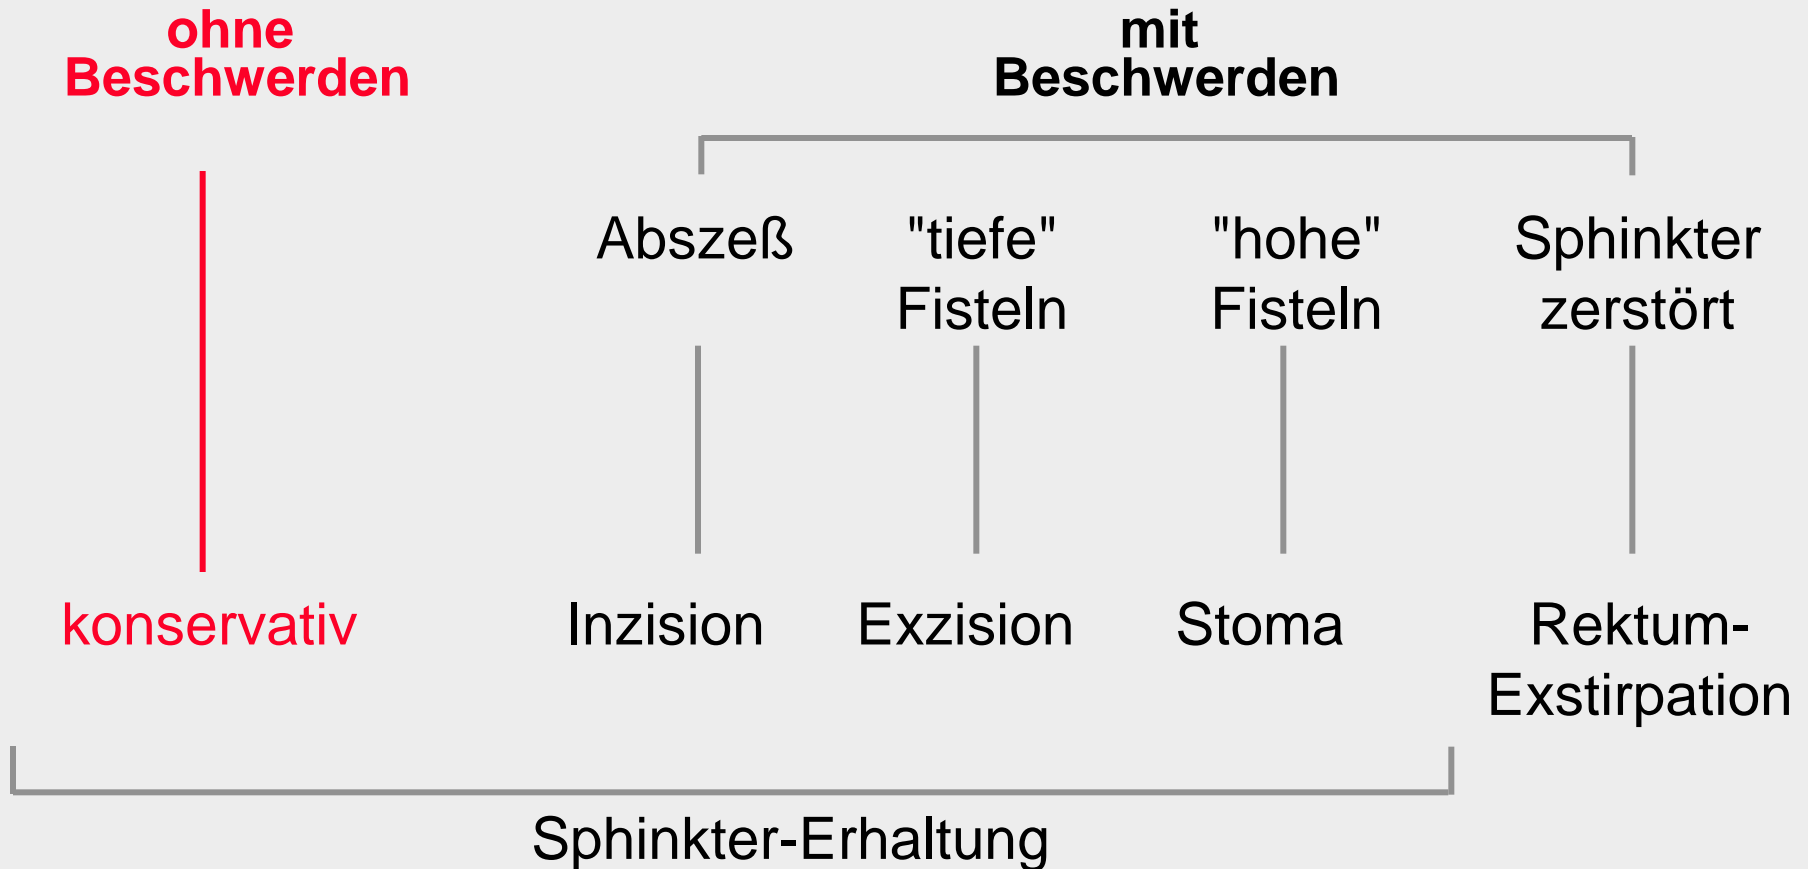 ohne
Beschwerden
mit
Beschwerden
Abszeß
"tiefe"
Fisteln
"hohe"
Fisteln
Sphinkter
zerstört
konservativ
Inzision
Exzision
Stoma
Rektum-
Exstirpation
Sphinkter-Erhaltung